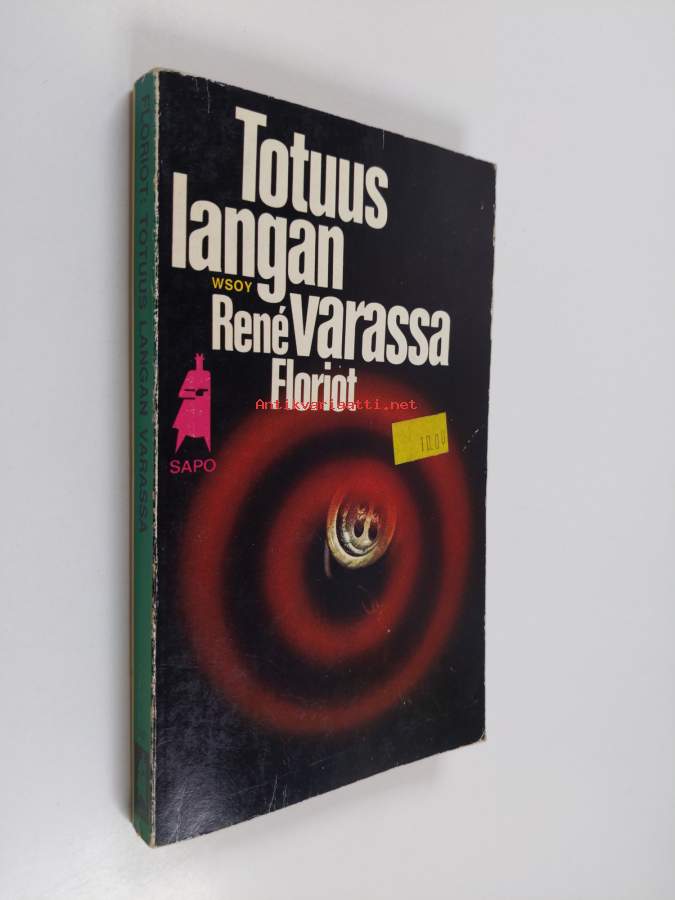 FLORIOT: TOTUUS LANGAN VARASSA
Totuus
langan
WSOY
varassa
René
Floriot
Antikvariaatti.net
10.00
SAPO